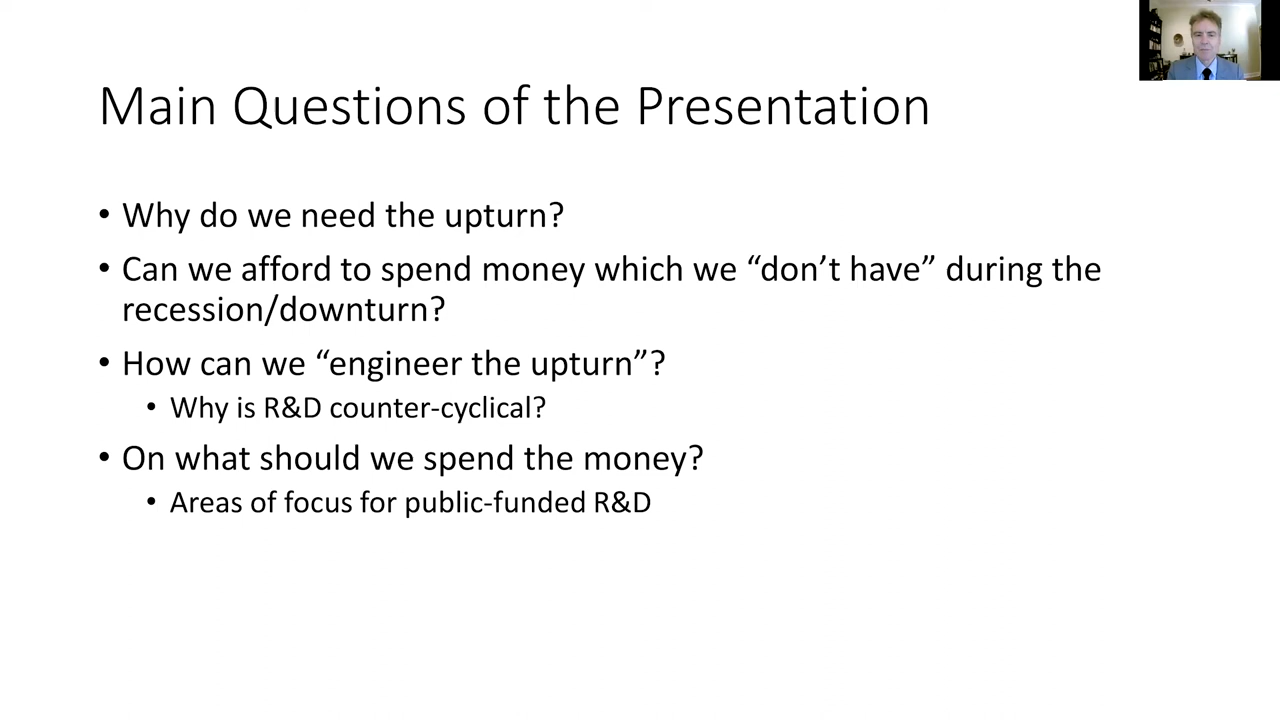 Main Questions of the Presentation
• Why do we need the upturn?
• Can we afford to spend money which we “don’t have” during the
recession/downturn?
• How can we “engineer the upturn”?
• Why is R&D counter-cyclical?
• On what should we spend the money?
• Areas of focus for public-funded R&D